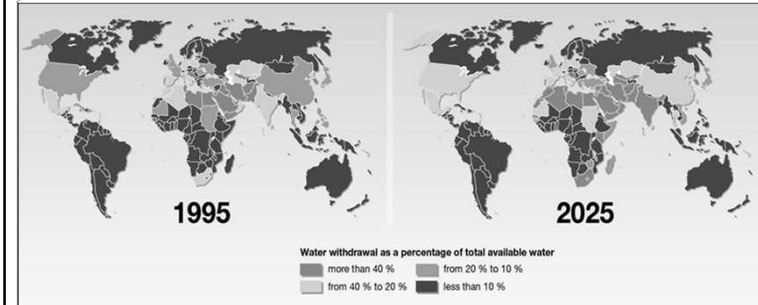 1995
2025
Water withdrawal as a percentage of total available water
more than 40 %
from 20 % to 10 %
from 40 % to 20 %
less than 10 %